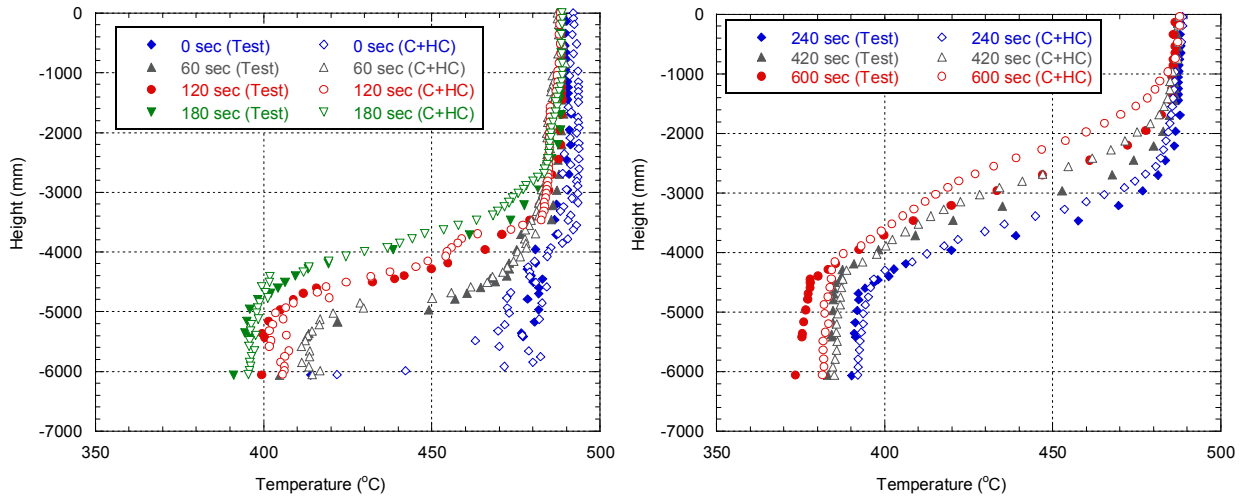 0 sec (Test) 0 sec (C+HC)
60 sec (Test) 60 sec (C+HC)
120 sec (Test) 120 sec (C+HC)
180 sec (Test) 180 sec (C+HC)
0
-1000
-2000
-3000
-4000
-5000
-6000
-7000
Height (mm)
350 400 450 500
Temperature (°C)
240 sec (Test) 240 sec (C+HC)
420 sec (Test) 420 sec (C+HC)
600 sec (Test) 600 sec (C+HC)
0
-1000
-2000
-3000
-4000
-5000
-6000
-7000
Height (mm)
350 400 450 500
Temperature (°C)